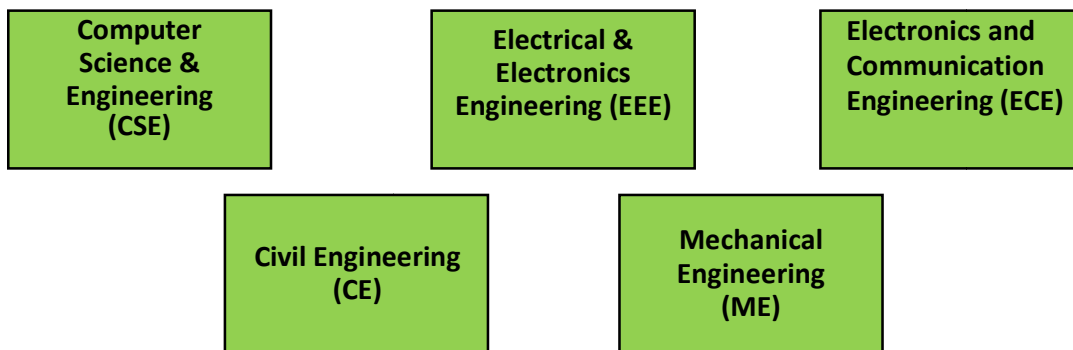 Computer
Science &
Engineering
(CSE)
Electrical &
Electronics
Engineering (EEE)
Electronics and
Communication
Engineering (ECE)
Civil Engineering
(CE)
Mechanical
Engineering
(ME)